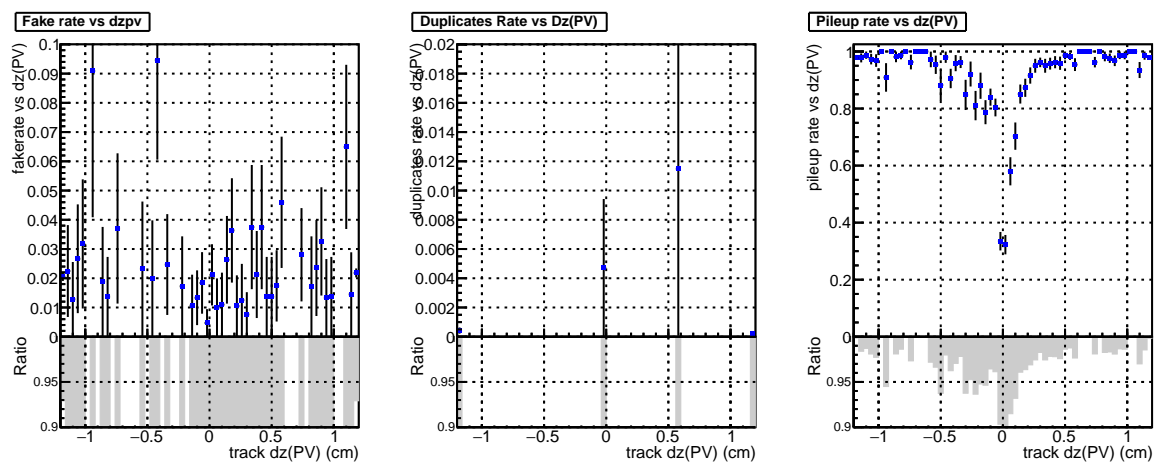 Fake rate vs dzpv
fakerate vs dz(PV)
0.1
0.09
0.08
0.07
0.06
0.05
0.04
0.03
0.02
0.01
0
Ratio
0.95
0.9
−1 −0.5 0 0.5 1
track dz(PV) (cm)
Duplicates Rate vs Dz(PV)
duplicates rate vs dz(PV)
0.02
0.018
0.016
0.014
0.012
0.01
0.008
0.006
0.004
0.002
0
Ratio
0.95
0.9
−1 −0.5 0 0.5 1
track dz(PV) (cm)
Pileup rate vs dz(PV)
pileup rate vs dz(PV)
1
0.8
0.6
0.4
0.2
0
Ratio
0.95
0.9
−1 −0.5 0 0.5 1
track dz(PV) (cm)